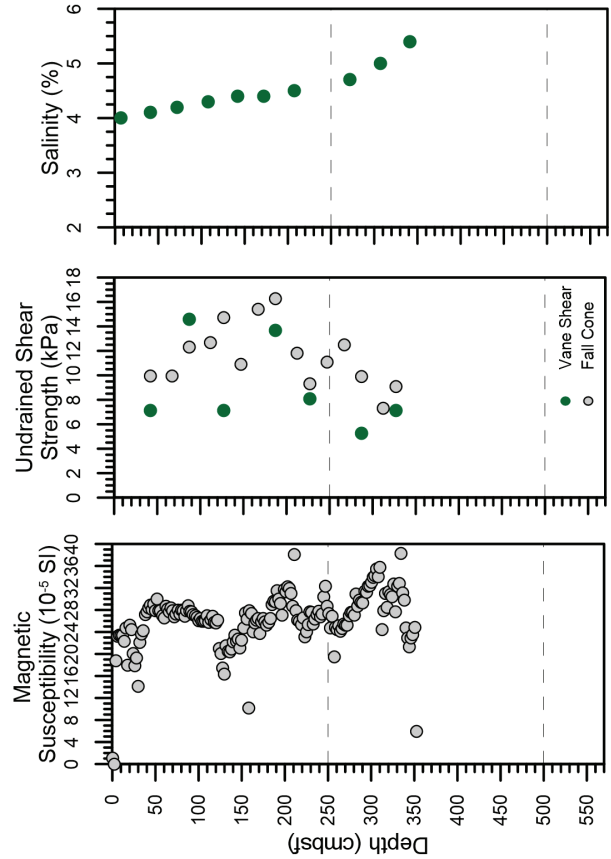 Salinity (%)
2 3 4 5 6
Undrained Shear
Strength (kPa)
0 2 4 6 8 10 12 14 16 18
Vane Shear
Fall Cone
Magnetic
Susceptibility (10-5 SI)
0 4 8 12 16 20 24 28 32 36 40
0 50 100 150 200 250 300 350 400 450 500 550
Depth (cmbsf)